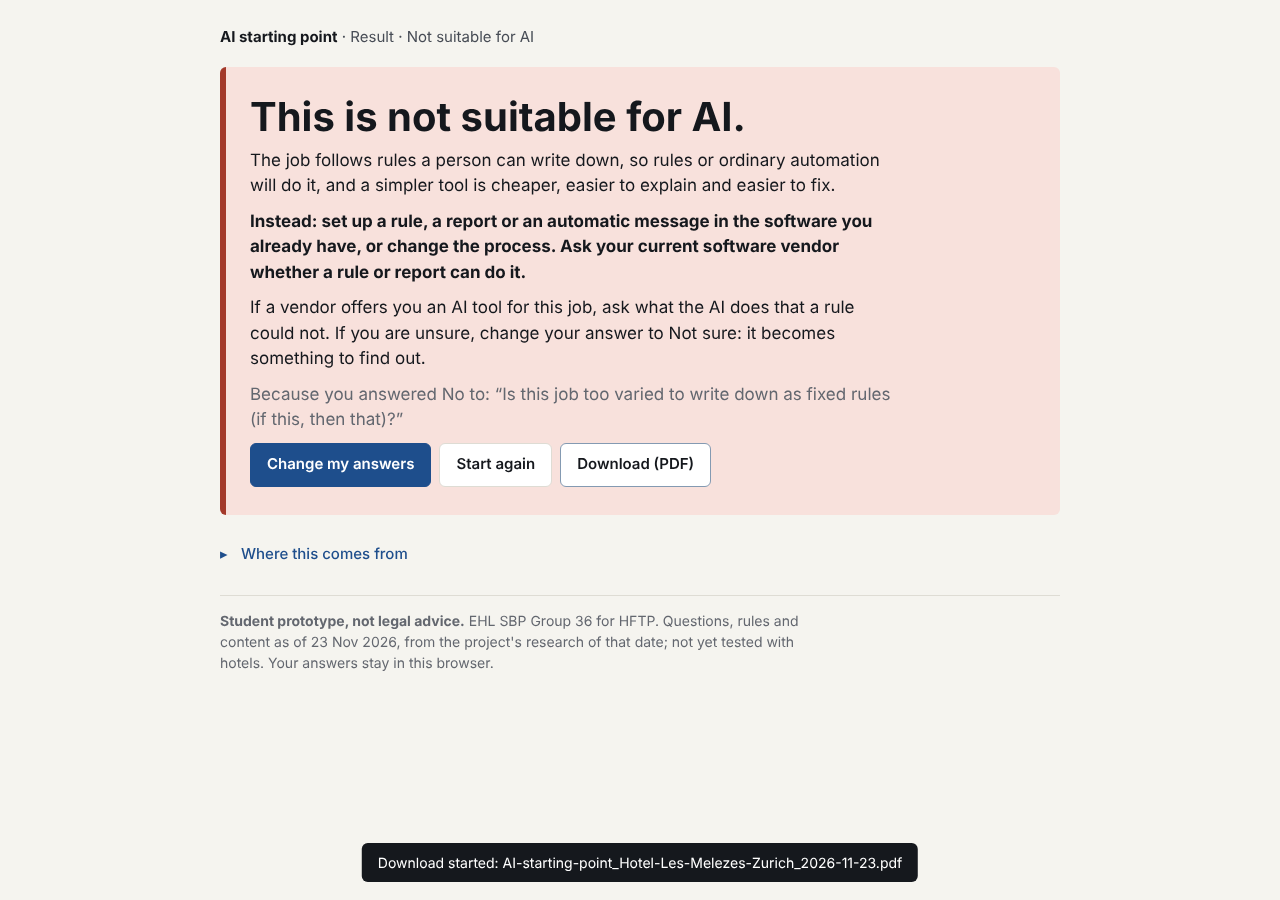 AI starting point · Result · Not suitable for AI
This is not suitable for AI.
The job follows rules a person can write down, so rules or ordinary automation
will do it, and a simpler tool is cheaper, easier to explain and easier to fix.
Instead: set up a rule, a report or an automatic message in the software you
already have, or change the process. Ask your current software vendor
whether a rule or report can do it.
If a vendor offers you an AI tool for this job, ask what the AI does that a rule
could not. If you are unsure, change your answer to Not sure: it becomes
something to find out.
Because you answered No to: “Is this job too varied to write down as fixed rules
(if this, then that)?”
Change my answers Start again Download (PDF)
Where this comes from
Student prototype, not legal advice. EHL SBP Group 36 for HFTP. Questions, rules and
content as of 23 Nov 2026, from the project's research of that date; not yet tested with
hotels. Your answers stay in this browser.
Download started: AI-starting-point_Hotel-Les-Melezes-Zurich_2026-11-23.pdf